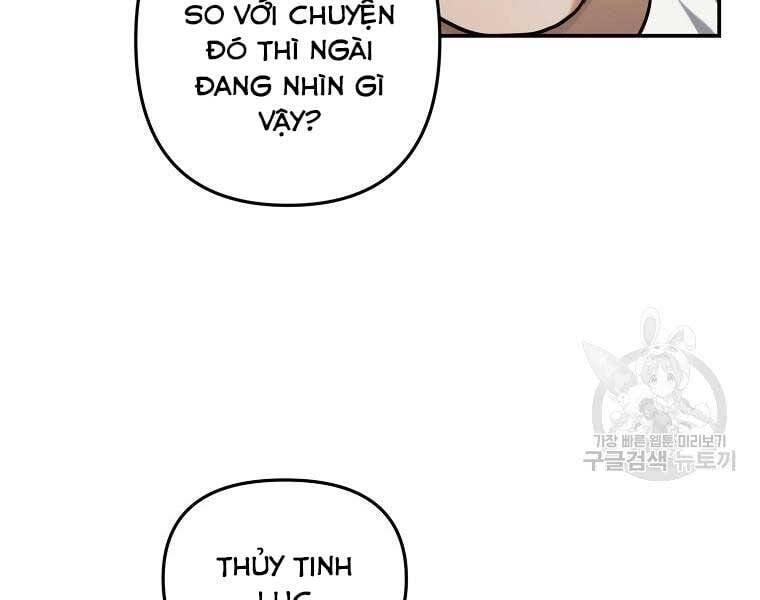 SO VỚI CHUYỆN
ĐÓ THÌ NGÀI
ĐANG NHÌN GÌ
VẬY?
가장 빠른 웹툰 미리보기
구글검색 뉴토끼
THỦY TINH